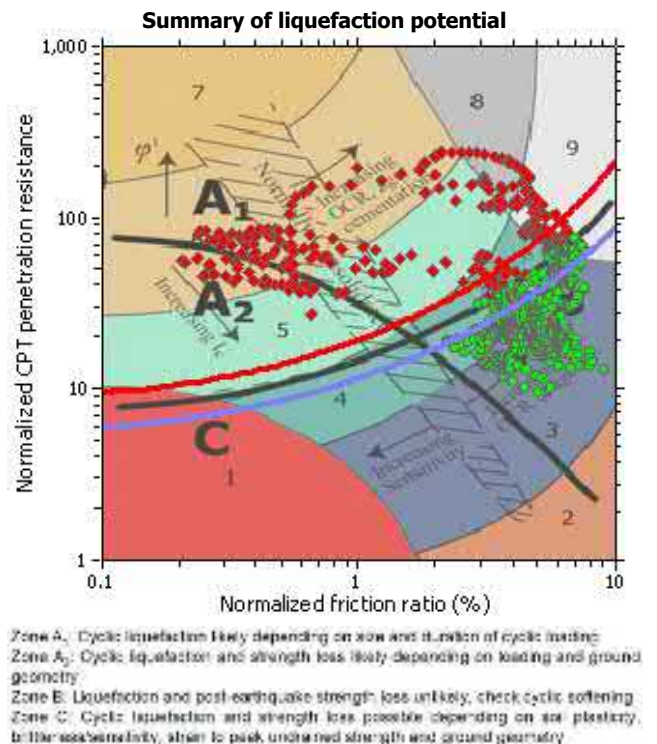 Summary of liquefaction potential
Normalized CPT penetration resistance
1,000
100
10
1
0.1
1
10
Normalized friction ratio (%)
7
8
9
φ'
A1
Increasing OCR,
cementation
A2
Increasing Ic
5
4
C
1
Increasing
Sensitivity
3
2
Zone A1: Cyclic liquefaction likely depending on size and duration of cyclic loading
Zone A2: Cyclic liquefaction and strength loss likely depending on loading and ground
geometry
Zone B: Liquefaction and post-earthquake strength loss unlikely, check cyclic softening
Zone C: Cyclic liquefaction and strength loss possible depending on soil plasticity,
brittleness/sensitivity, strain to peak undrained strength and ground geometry